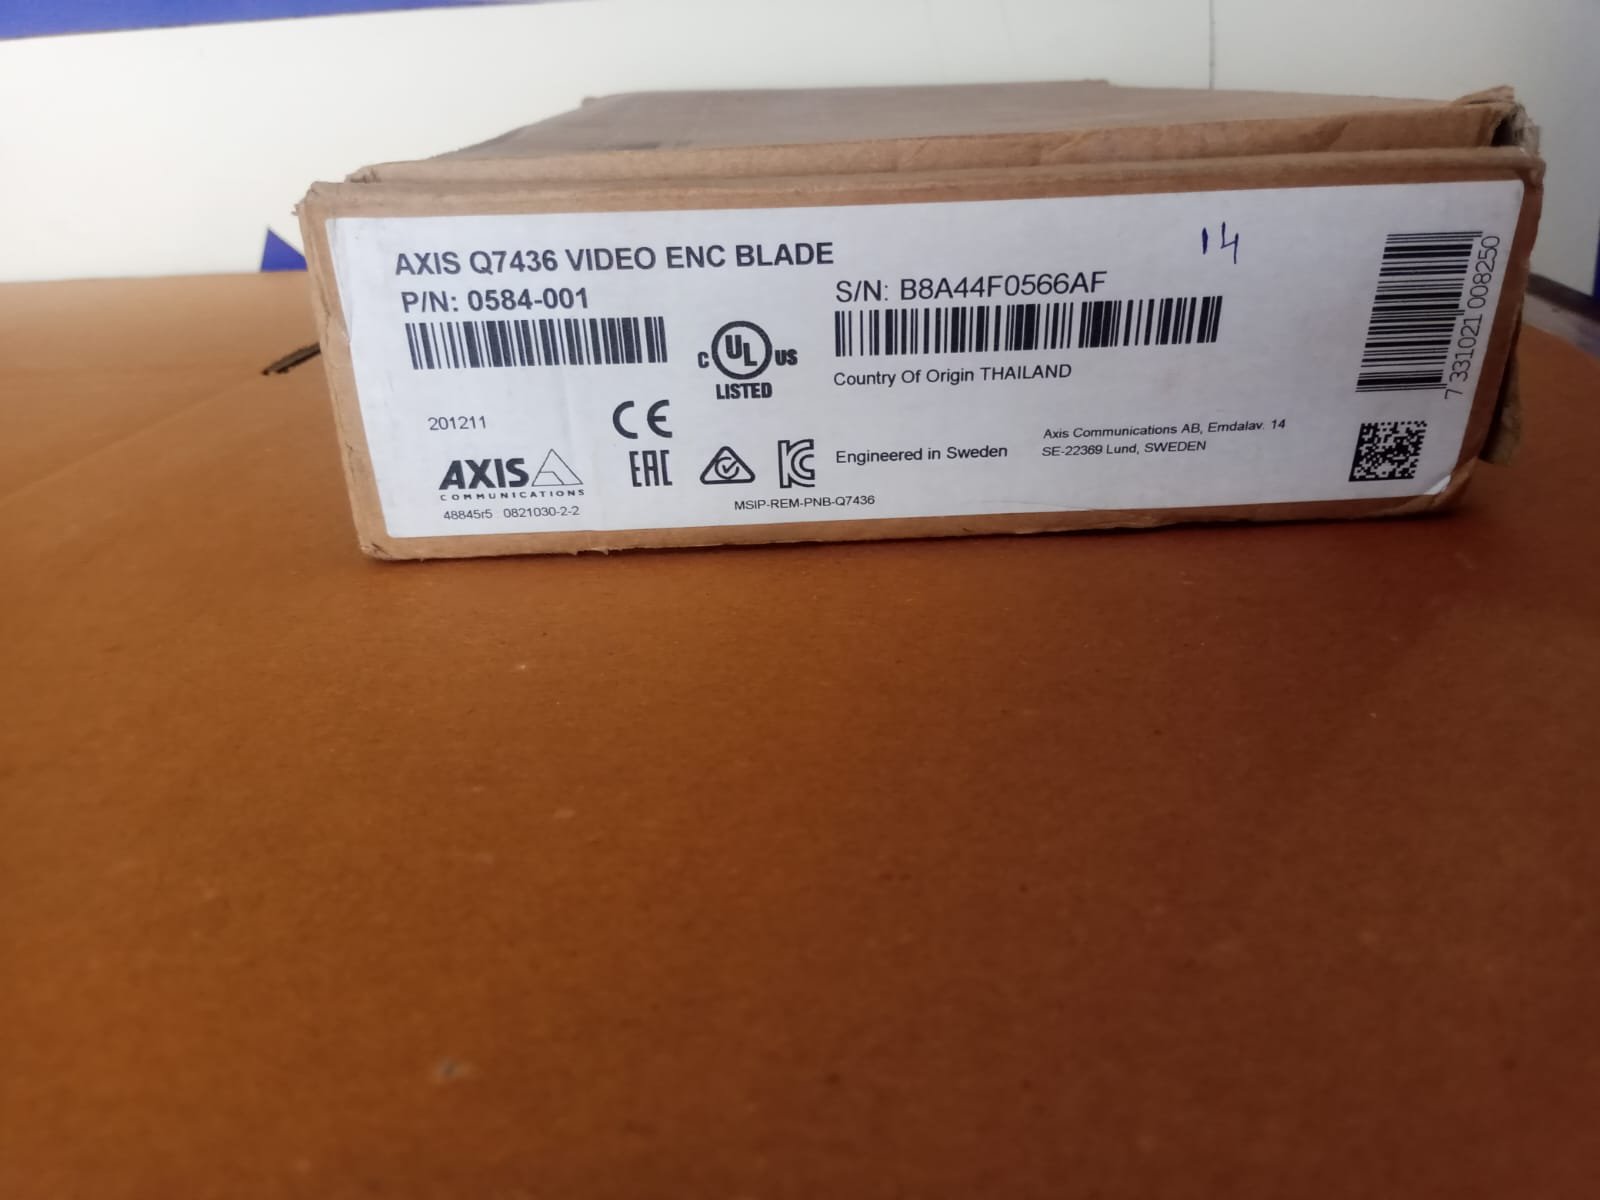 AXIS Q7436 VIDEO ENC BLADE
P/N: 0584-001
S/N: B8A44F0566AF
14
C UL US
LISTED
Country Of Origin THAILAND
7 331021 008250
201211
CE
EAC
KC
AXIS
COMMUNICATIONS
48845r5 0821030-2-2
MSIP-REM-PNB-Q7436
Engineered in Sweden
Axis Communications AB, Emdalav. 14
SE-22369 Lund, SWEDEN